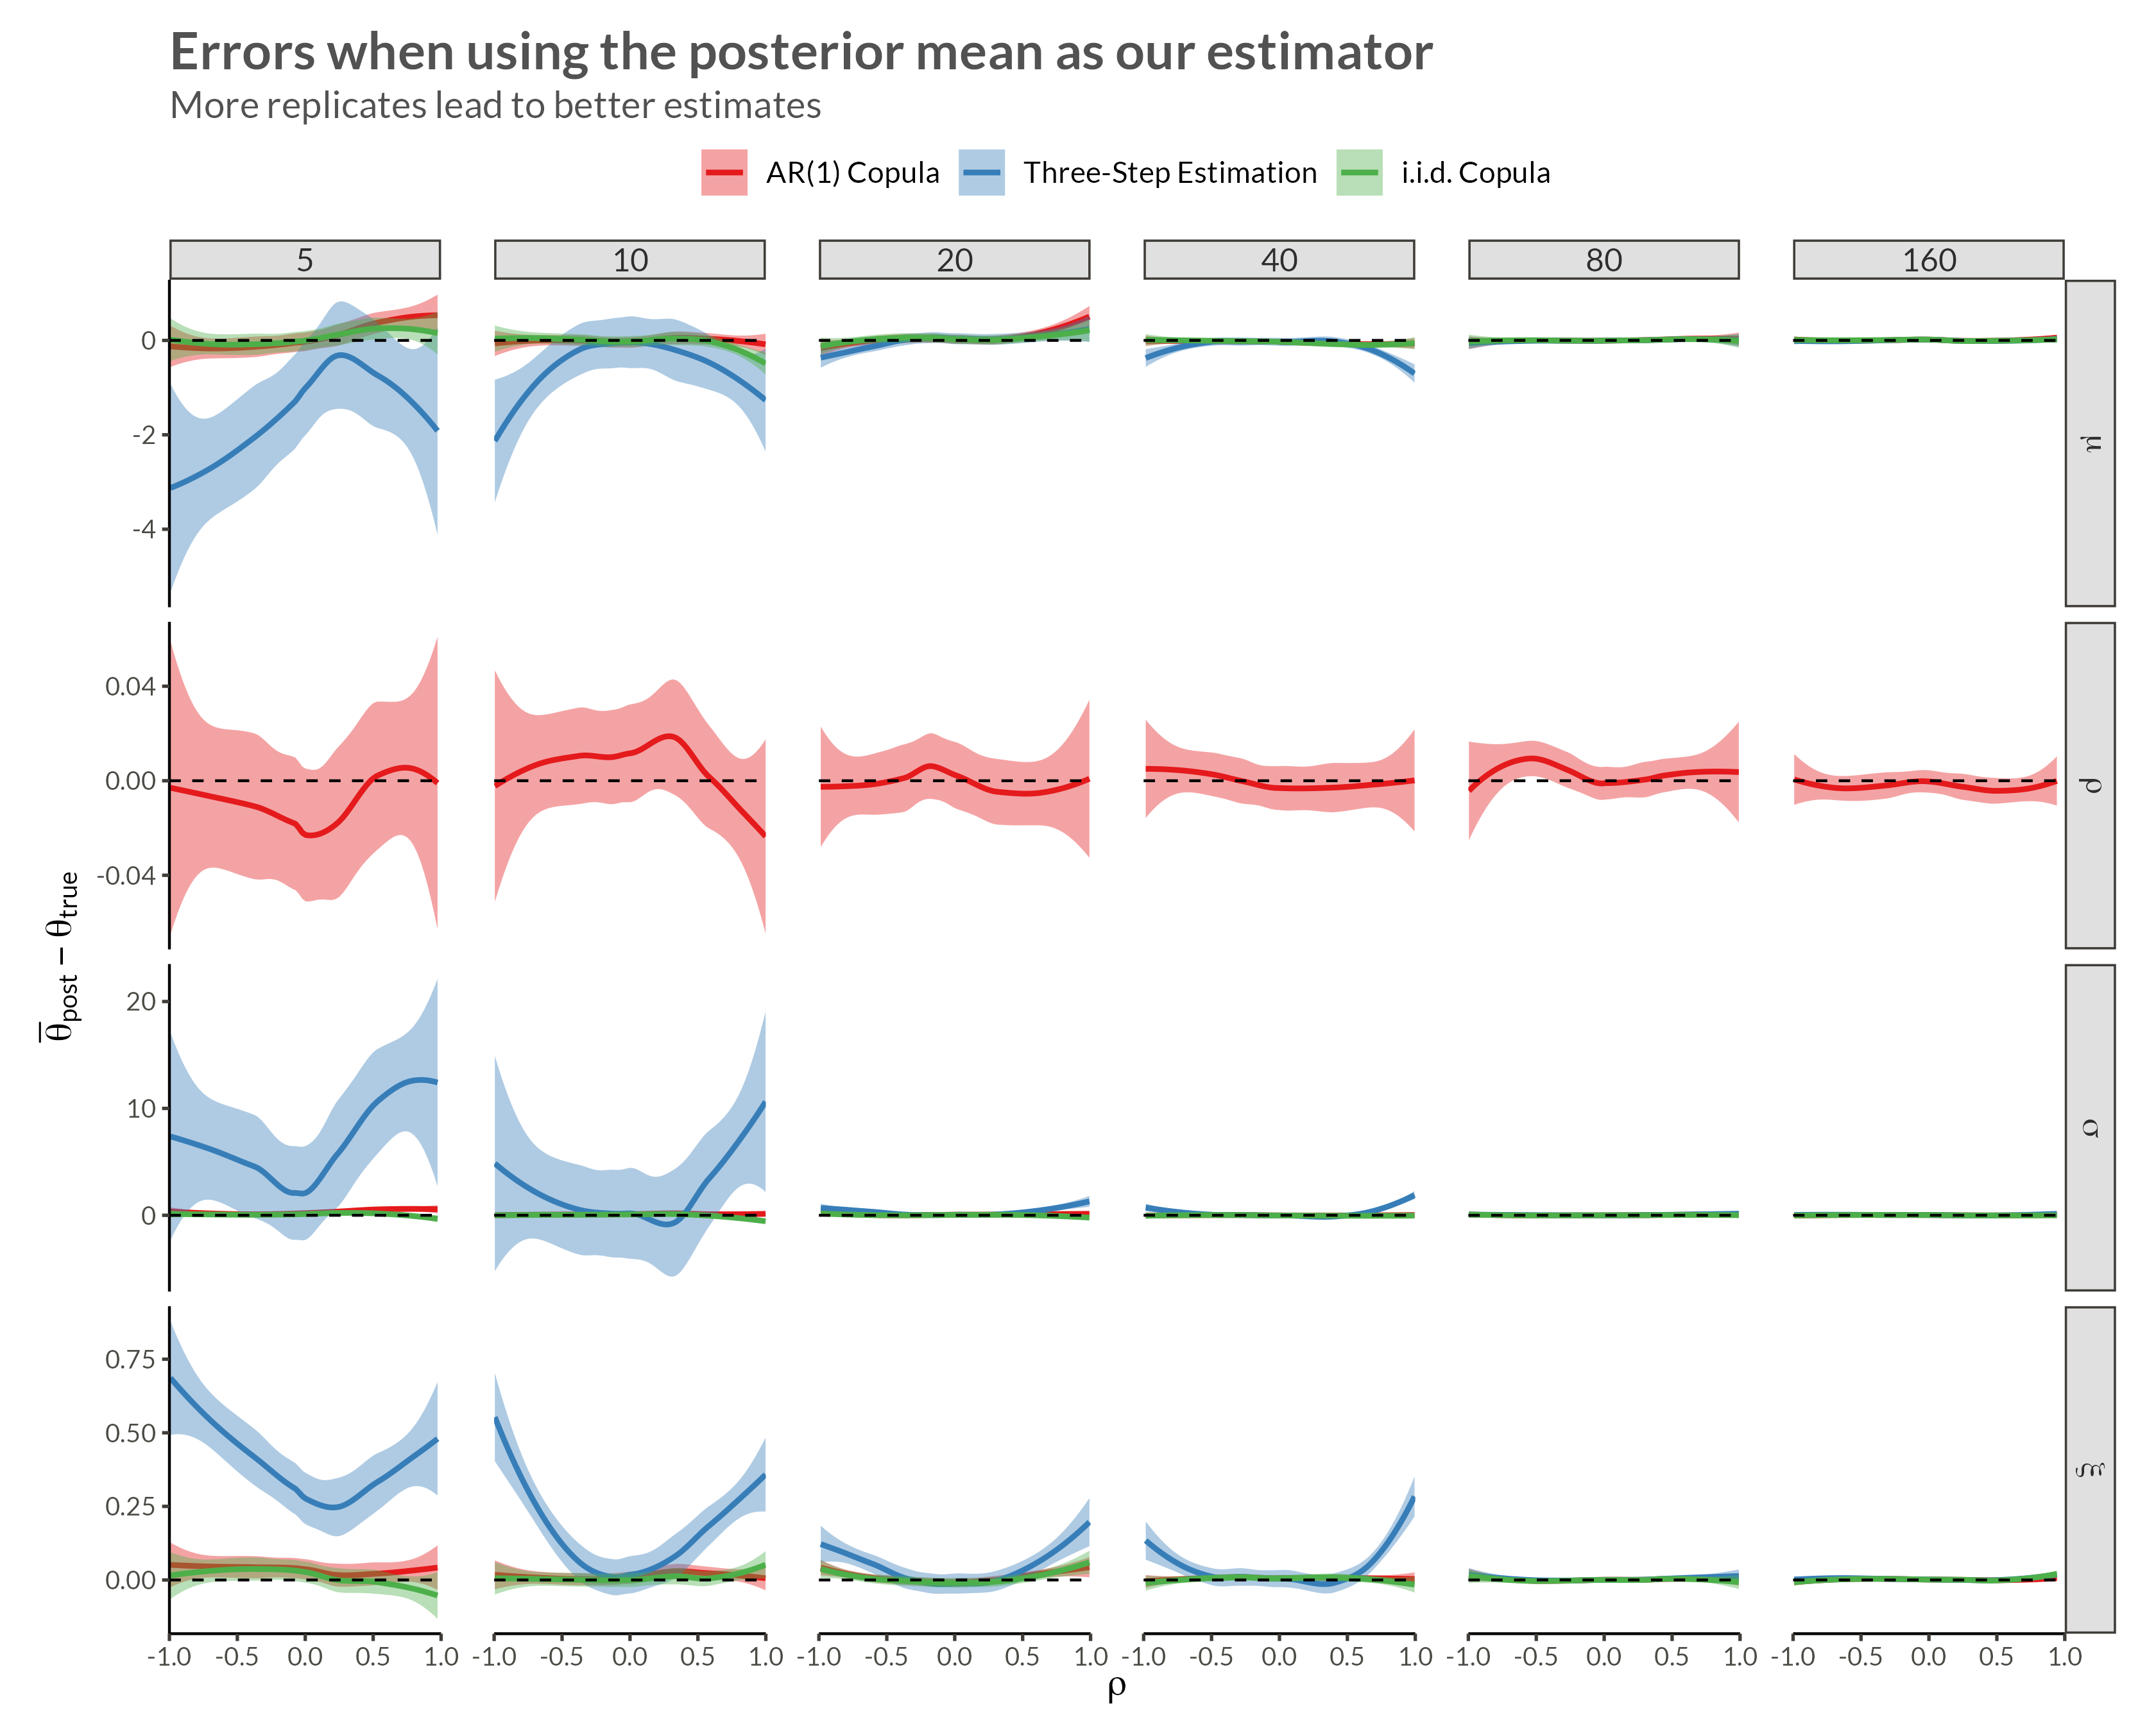 Errors when using the posterior mean as our estimator
More replicates lead to better estimates
AR(1) Copula Three-Step Estimation i.i.d. Copula
5 10 20 40 80 160
0
-2
-4
μ
0.04
0.00
-0.04
ρ
20
10
0
σ
0.75
0.50
0.25
0.00
ξ
θ̅post − θtrue
-1.0 -0.5 0.0 0.5 1.0 -1.0 -0.5 0.0 0.5 1.0 -1.0 -0.5 0.0 0.5 1.0 -1.0 -0.5 0.0 0.5 1.0 -1.0 -0.5 0.0 0.5 1.0 -1.0 -0.5 0.0 0.5 1.0
ρ